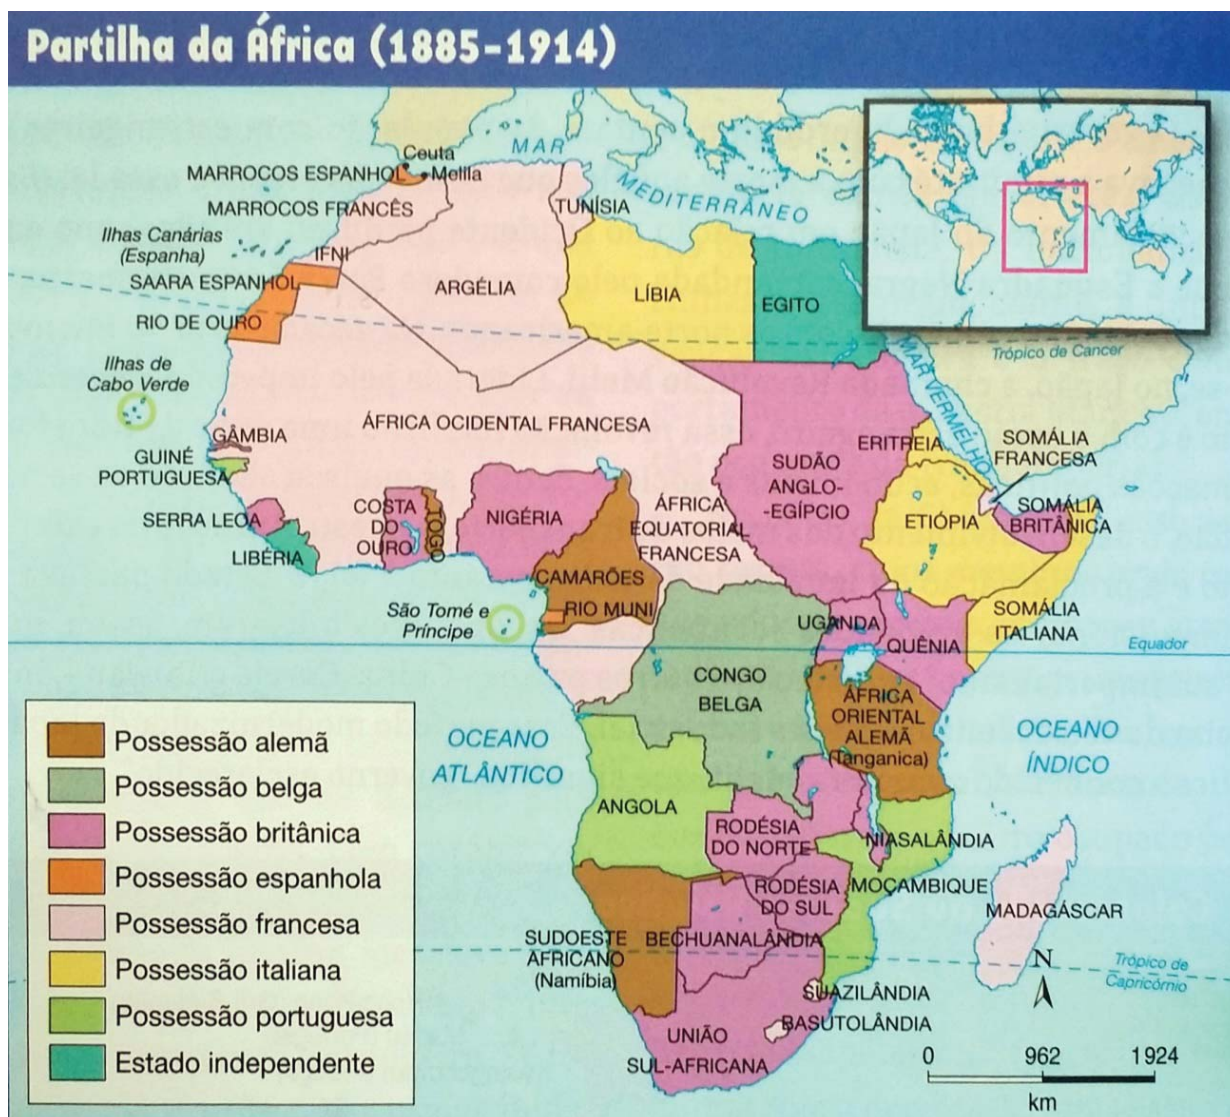 Partilha da África (1885-1914)
MAR
MEDITERRÂNEO
Ceuta
MARROCOS ESPANHOL
Melilla
MARROCOS FRANCÊS
TUNÍSIA
Ilhas Canárias
(Espanha)
IFNI
SAARA ESPANHOL
RIO DE OURO
ARGÉLIA
LÍBIA
EGITO
Trópico de Cancer
MAR VERMELHO
Ilhas de
Cabo Verde
ÁFRICA OCIDENTAL FRANCESA
GÂMBIA
GUINÉ
PORTUGUESA
SERRA LEOA
LIBÉRIA
COSTA
DO
OURO
TOGO
NIGÉRIA
ÁFRICA
EQUATORIAL
FRANCESA
SUDÃO
ANGLO-
-EGÍPCIO
ERITREIA
SOMÁLIA
FRANCESA
ETIÓPIA
SOMÁLIA
BRITÂNICA
CAMARÕES
São Tomé e
Príncipe
RIO MUNI
UGANDA
QUÊNIA
SOMÁLIA
ITALIANA
Equador
CONGO
BELGA
ÁFRICA
ORIENTAL
ALEMÃ
(Tanganica)
OCEANO
ATLÂNTICO
OCEANO
ÍNDICO
ANGOLA
RODÉSIA
DO NORTE
NIASALÂNDIA
RODÉSIA
DO SUL
MOÇAMBIQUE
MADAGÁSCAR
SUDOESTE
AFRICANO
(Namíbia)
BECHUANALÂNDIA
Trópico de
Capricórnio
SUAZILÂNDIA
BASUTOLÂNDIA
UNIÃO
SUL-AFRICANA
N
0 962 1924
km
Possessão alemã
Possessão belga
Possessão britânica
Possessão espanhola
Possessão francesa
Possessão italiana
Possessão portuguesa
Estado independente